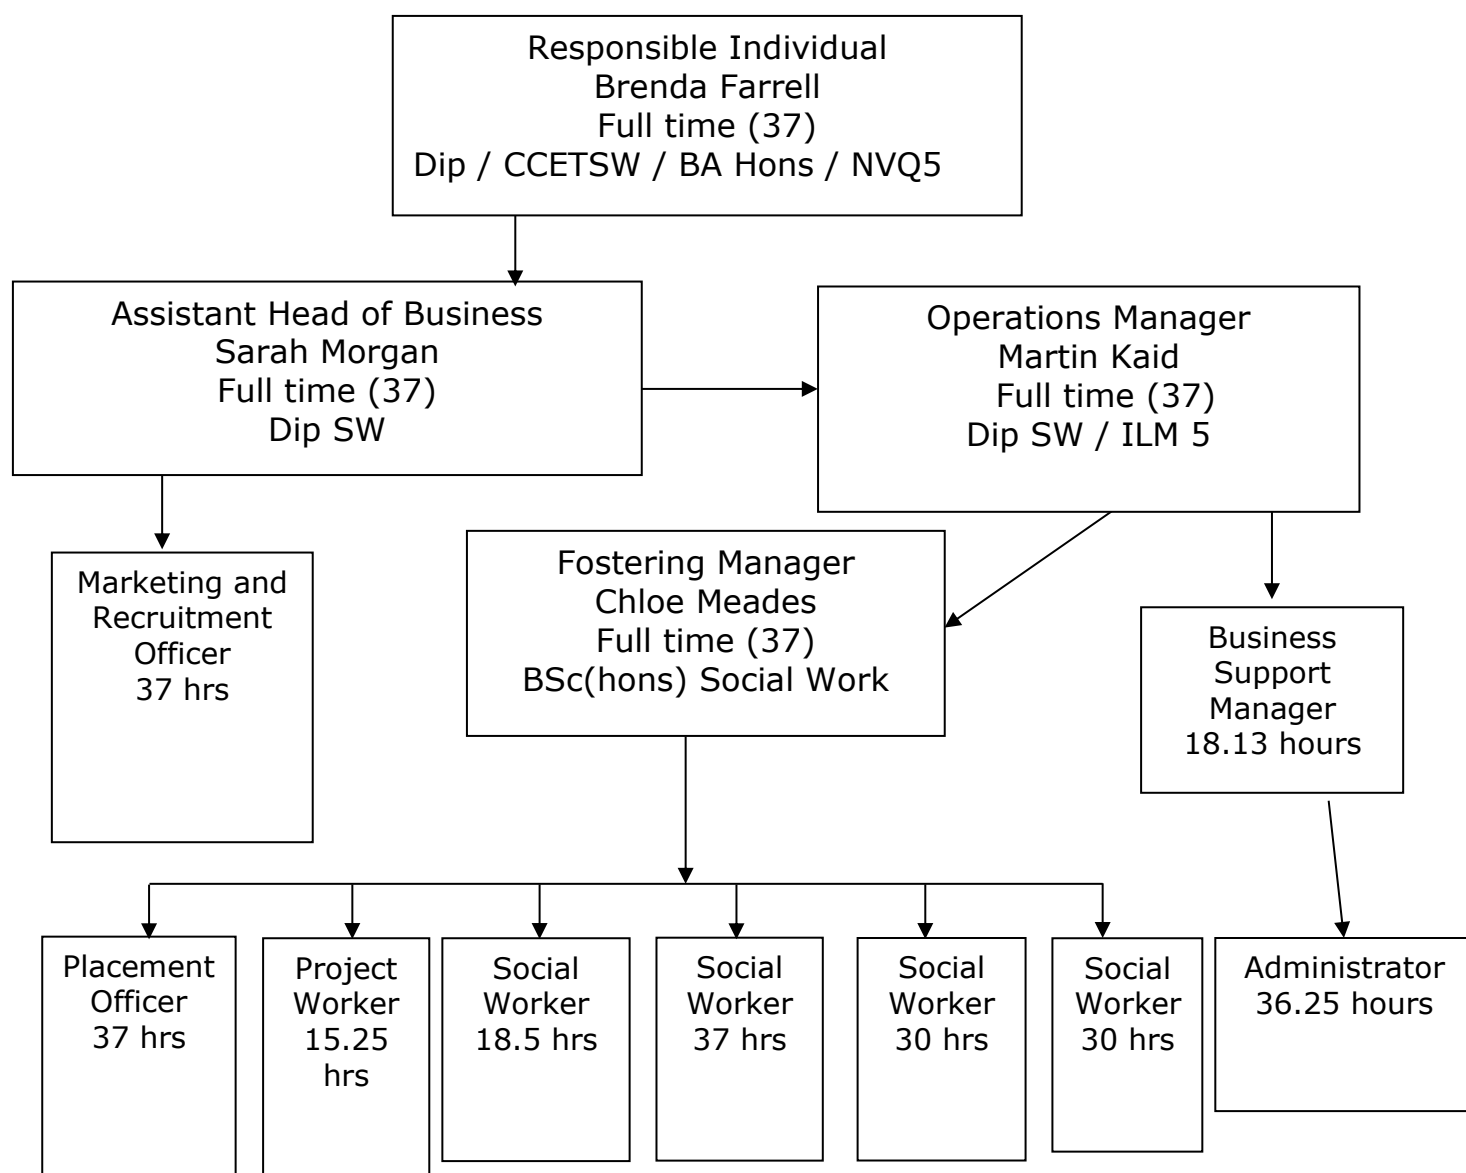 Responsible Individual
Brenda Farrell
Full time (37)
Dip / CCETSW / BA Hons / NVQ5
Assistant Head of Business
Sarah Morgan
Full time (37)
Dip SW
Operations Manager
Martin Kaid
Full time (37)
Dip SW / ILM 5
Marketing and
Recruitment
Officer
37 hrs
Fostering Manager
Chloe Meades
Full time (37)
BSc(hons) Social Work
Business
Support
Manager
18.13 hours
Placement
Officer
37 hrs
Project
Worker
15.25
hrs
Social
Worker
18.5 hrs
Social
Worker
37 hrs
Social
Worker
30 hrs
Social
Worker
30 hrs
Administrator
36.25 hours